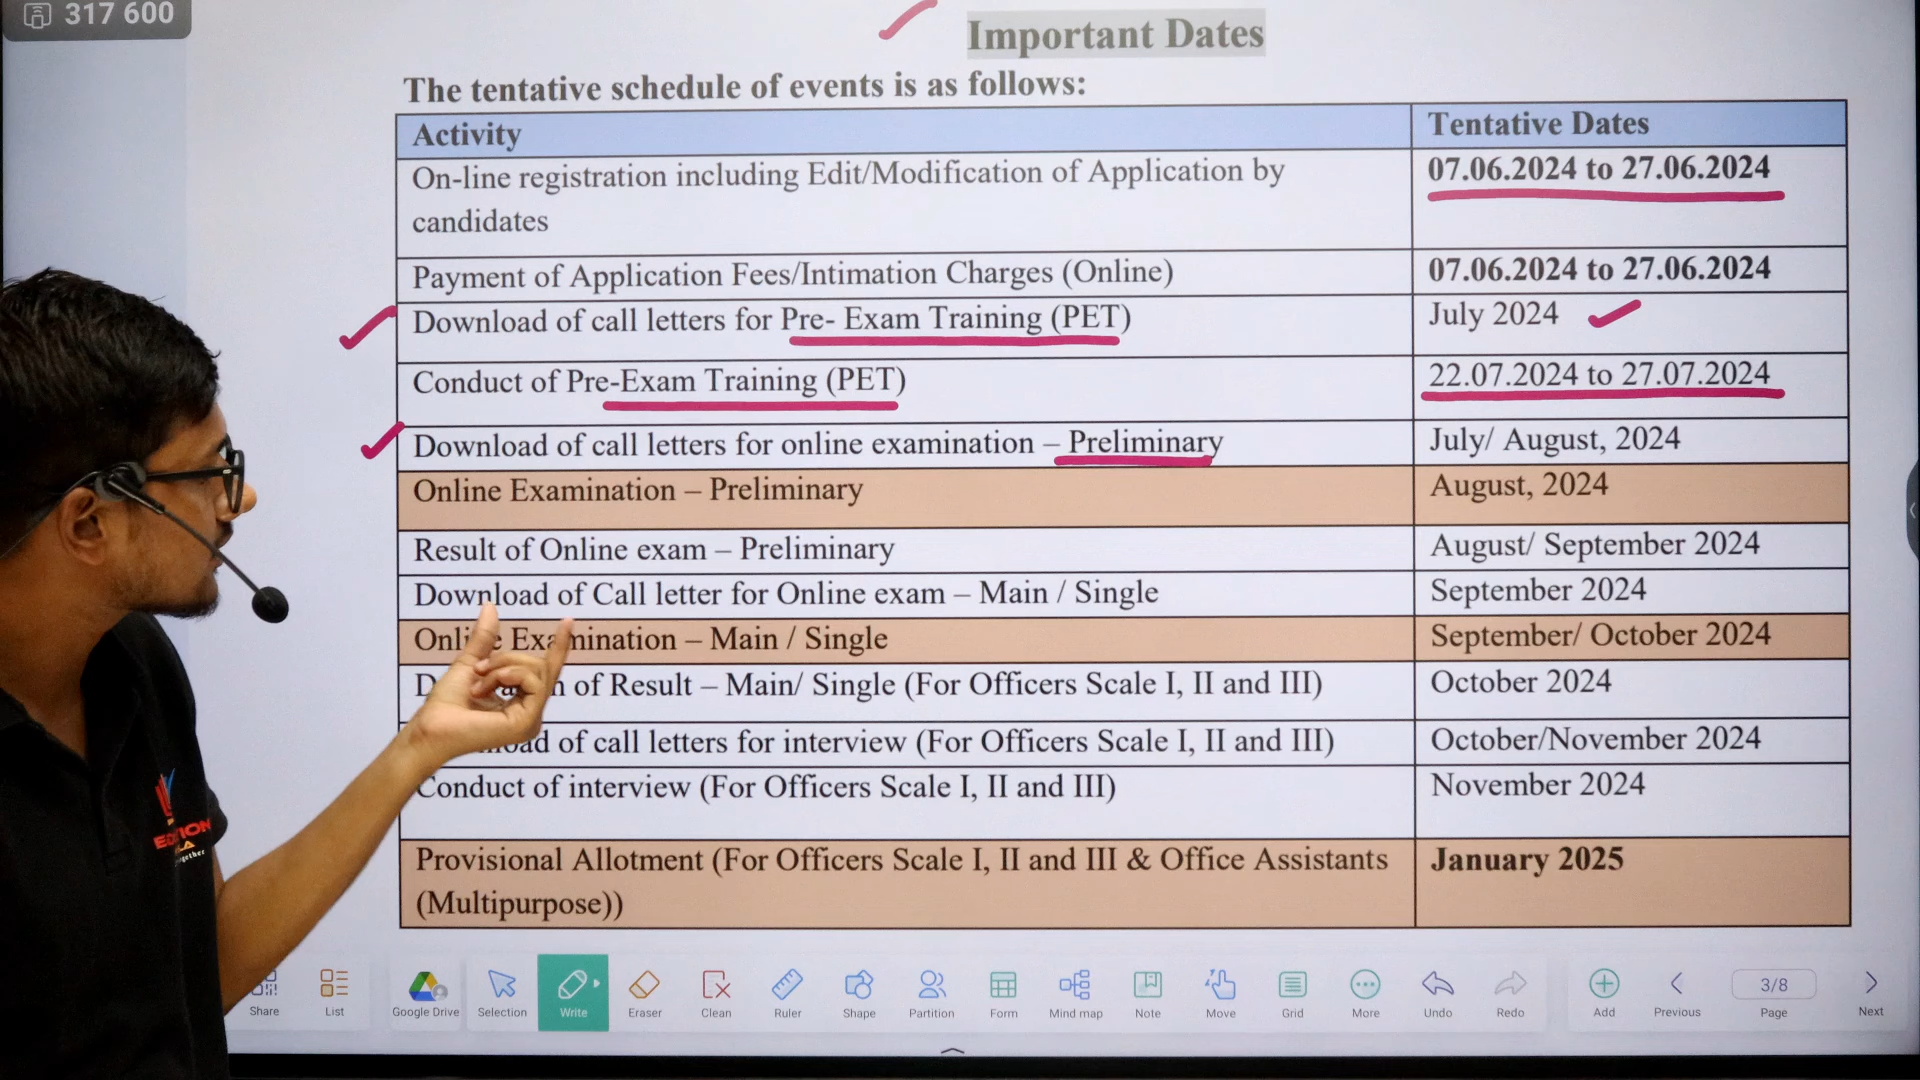 317 600
Important Dates
The tentative schedule of events is as follows:
Activity
Tentative Dates
On-line registration including Edit/Modification of Application by
candidates
07.06.2024 to 27.06.2024
Payment of Application Fees/Intimation Charges (Online)
07.06.2024 to 27.06.2024
Download of call letters for Pre- Exam Training (PET)
July 2024
Conduct of Pre-Exam Training (PET)
22.07.2024 to 27.07.2024
Download of call letters for online examination – Preliminary
July/ August, 2024
Online Examination – Preliminary
August, 2024
Result of Online exam – Preliminary
August/ September 2024
Download of Call letter for Online exam – Main / Single
September 2024
Online Examination – Main / Single
September/ October 2024
of Result – Main/ Single (For Officers Scale I, II and III)
October 2024
of call letters for interview (For Officers Scale I, II and III)
October/November 2024
Conduct of interview (For Officers Scale I, II and III)
November 2024
Provisional Allotment (For Officers Scale I, II and III & Office Assistants
(Multipurpose))
January 2025
Share
List
Google Drive
Selection
Write
Eraser
Clean
Ruler
Shape
Partition
Form
Mind map
Note
Move
Grid
More
Undo
Redo
Add
Previous
3/8
Page
Next